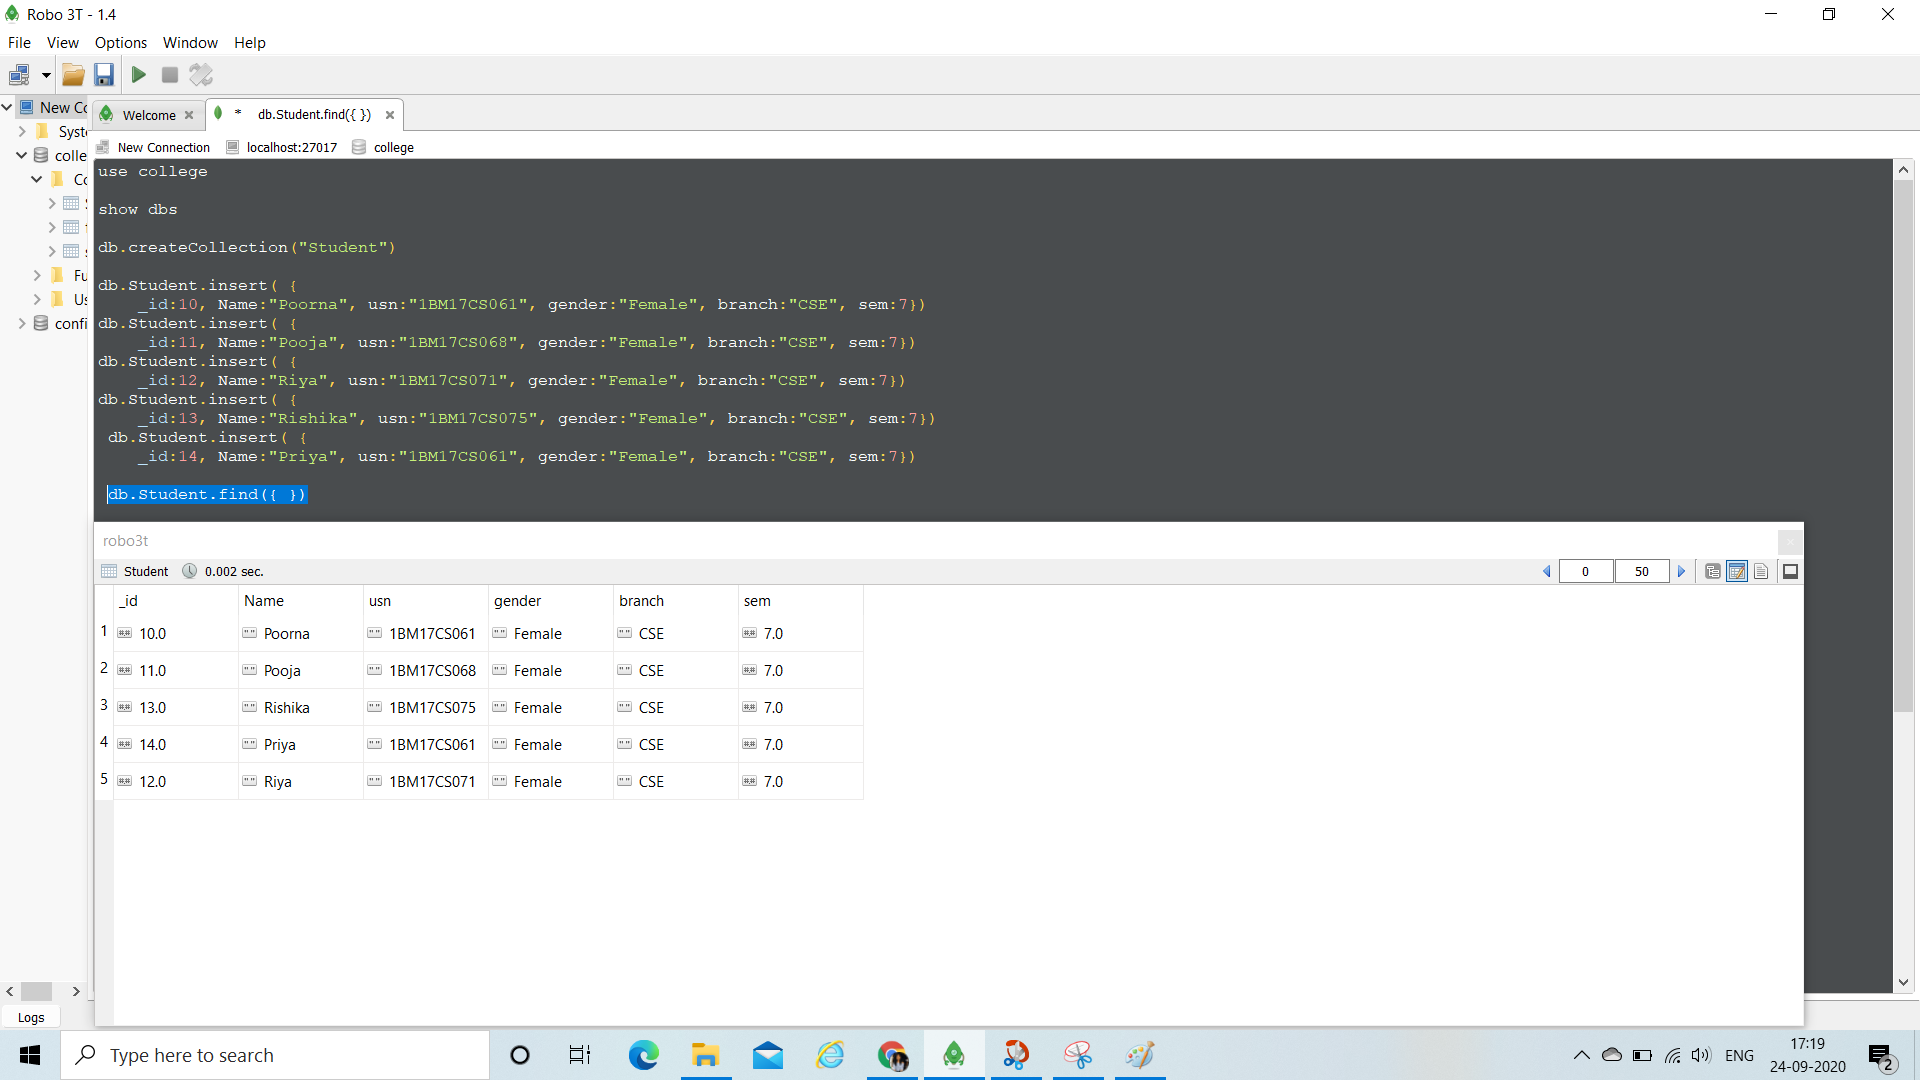 Robo 3T - 1.4
File View Options Window Help
New Co
Welcome
* db.Student.find({ })
Syste
New Connection localhost:27017 college
colle
Co
Fu
Us
confi
use college
show dbs
db.createCollection("Student")
db.Student.insert( {
_id:10, Name:"Poorna", usn:"1BM17CS061", gender:"Female", branch:"CSE", sem:7})
db.Student.insert( {
_id:11, Name:"Pooja", usn:"1BM17CS068", gender:"Female", branch:"CSE", sem:7})
db.Student.insert( {
_id:12, Name:"Riya", usn:"1BM17CS071", gender:"Female", branch:"CSE", sem:7})
db.Student.insert( {
_id:13, Name:"Rishika", usn:"1BM17CS075", gender:"Female", branch:"CSE", sem:7})
db.Student.insert( {
_id:14, Name:"Priya", usn:"1BM17CS061", gender:"Female", branch:"CSE", sem:7})
db.Student.find({ })
robo3t
Student 0.002 sec. 0 50
_id Name usn gender branch sem
1 10.0 Poorna 1BM17CS061 Female CSE 7.0
2 11.0 Pooja 1BM17CS068 Female CSE 7.0
3 13.0 Rishika 1BM17CS075 Female CSE 7.0
4 14.0 Priya 1BM17CS061 Female CSE 7.0
5 12.0 Riya 1BM17CS071 Female CSE 7.0
Logs
Type here to search
ENG
17:19
24-09-2020
2